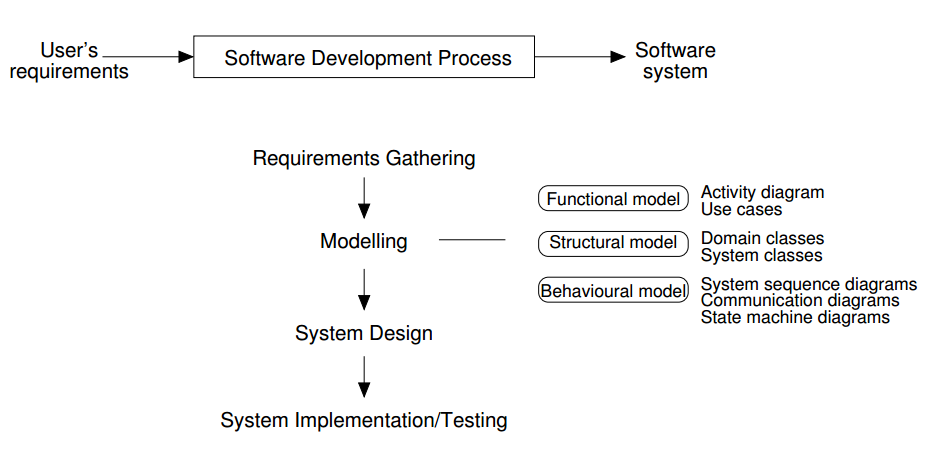 User's
requirements
Software Development Process
Software
system
Requirements Gathering
Modelling
Functional model
Activity diagram
Use cases
Structural model
Domain classes
System classes
Behavioural model
System sequence diagrams
Communication diagrams
State machine diagrams
System Design
System Implementation/Testing